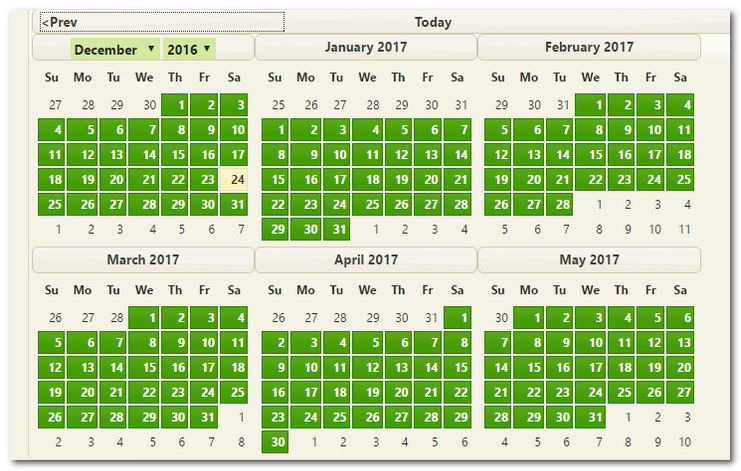 <Prev Today
December ▼ 2016 ▼ January 2017 February 2017
Su Mo Tu We Th Fr Sa Su Mo Tu We Th Fr Sa Su Mo Tu We Th Fr Sa
27 28 29 30 1 2 3 25 26 27 28 29 30 31 29 30 31 1 2 3 4
4 5 6 7 8 9 10 1 2 3 4 5 6 7 5 6 7 8 9 10 11
11 12 13 14 15 16 17 8 9 10 11 12 13 14 12 13 14 15 16 17 18
18 19 20 21 22 23 24 15 16 17 18 19 20 21 19 20 21 22 23 24 25
25 26 27 28 29 30 31 22 23 24 25 26 27 28 26 27 28 1 2 3 4
1 2 3 4 5 6 7 29 30 31 1 2 3 4 5 6 7 8 9 10 11
March 2017 April 2017 May 2017
Su Mo Tu We Th Fr Sa Su Mo Tu We Th Fr Sa Su Mo Tu We Th Fr Sa
26 27 28 1 2 3 4 26 27 28 29 30 31 1 30 1 2 3 4 5 6
5 6 7 8 9 10 11 2 3 4 5 6 7 8 7 8 9 10 11 12 13
12 13 14 15 16 17 18 9 10 11 12 13 14 15 14 15 16 17 18 19 20
19 20 21 22 23 24 25 16 17 18 19 20 21 22 21 22 23 24 25 26 27
26 27 28 29 30 31 1 23 24 25 26 27 28 29 28 29 30 31 1 2 3
2 3 4 5 6 7 8 30 1 2 3 4 5 6 4 5 6 7 8 9 10